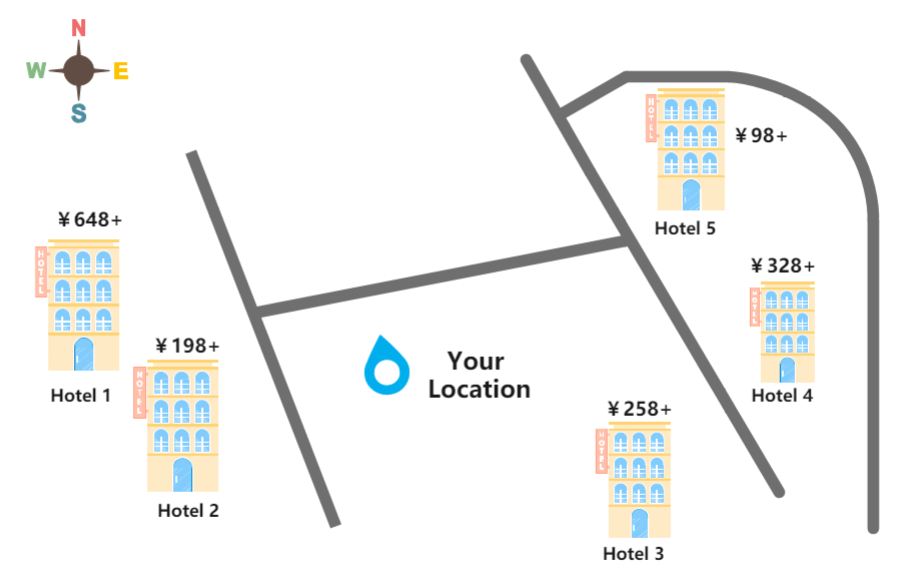 N
W E
S
¥648+
HOTEL
Hotel 1
¥198+
HOTEL
Hotel 2
Your
Location
¥258+
HOTEL
Hotel 3
HOTEL
¥98+
Hotel 5
¥328+
HOTEL
Hotel 4